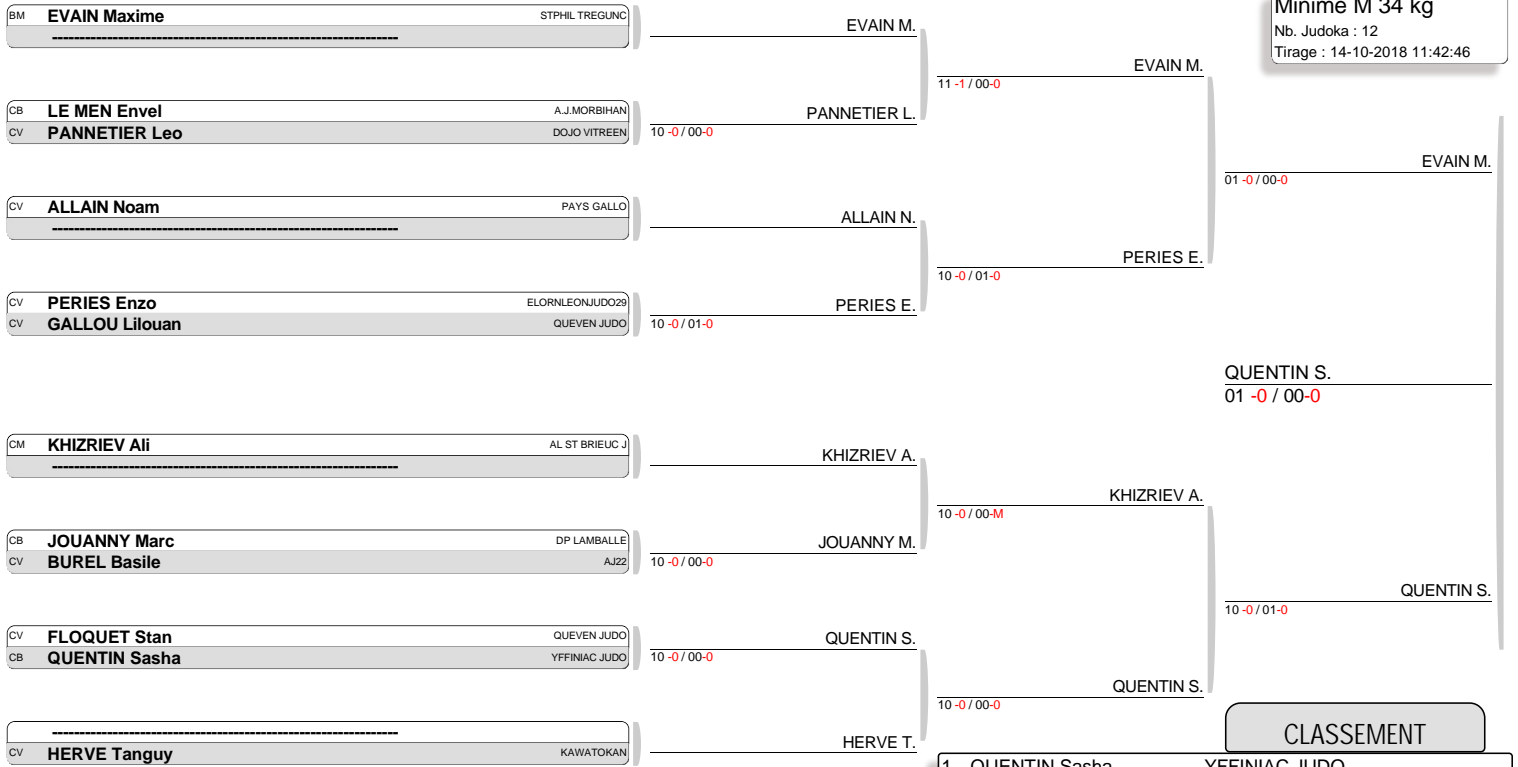 Minime M 34 kg
Nb. Judoka : 12
Tirage : 14-10-2018 11:42:46
BM EVAIN Maxime STPHIL TREGUNC
------------------------------------------------------------------
EVAIN M.
EVAIN M.
11 -1 / 00-0
CB LE MEN Envel A.J.MORBIHAN
CV PANNETIER Leo DOJO VITREEN
PANNETIER L.
10 -0 / 00-0
EVAIN M.
01 -0 / 00-0
CV ALLAIN Noam PAYS GALLO
------------------------------------------------------------------
ALLAIN N.
PERIES E.
10 -0 / 01-0
CV PERIES Enzo ELORNLEONJUDO29
CV GALLOU Lilouan QUEVEN JUDO
PERIES E.
10 -0 / 01-0
QUENTIN S.
01 -0 / 00-0
CM KHIZRIEV Ali AL ST BRIEUC J
------------------------------------------------------------------
KHIZRIEV A.
KHIZRIEV A.
10 -0 / 00-M
CB JOUANNY Marc DP LAMBALLE
CV BUREL Basile AJ22
JOUANNY M.
10 -0 / 00-0
QUENTIN S.
10 -0 / 01-0
CV FLOQUET Stan QUEVEN JUDO
CB QUENTIN Sasha YFFINIAC JUDO
QUENTIN S.
10 -0 / 00-0
QUENTIN S.
10 -0 / 00-0
------------------------------------------------------------------
CV HERVE Tanguy KAWATOKAN
HERVE T.
CLASSEMENT
1 QUENTIN Sasha YFFINIAC JUDO